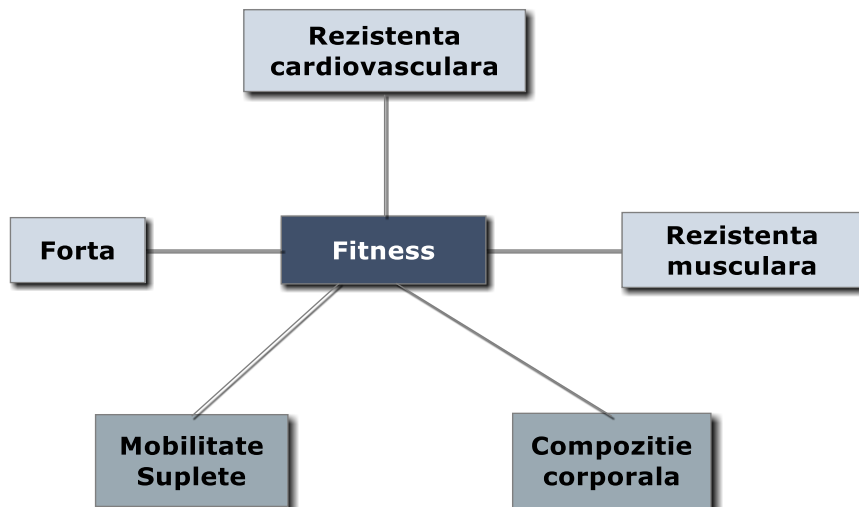 Rezistenta
cardiovasculara
Forta
Fitness
Rezistenta
musculara
Mobilitate
Suplete
Compozitie
corporala